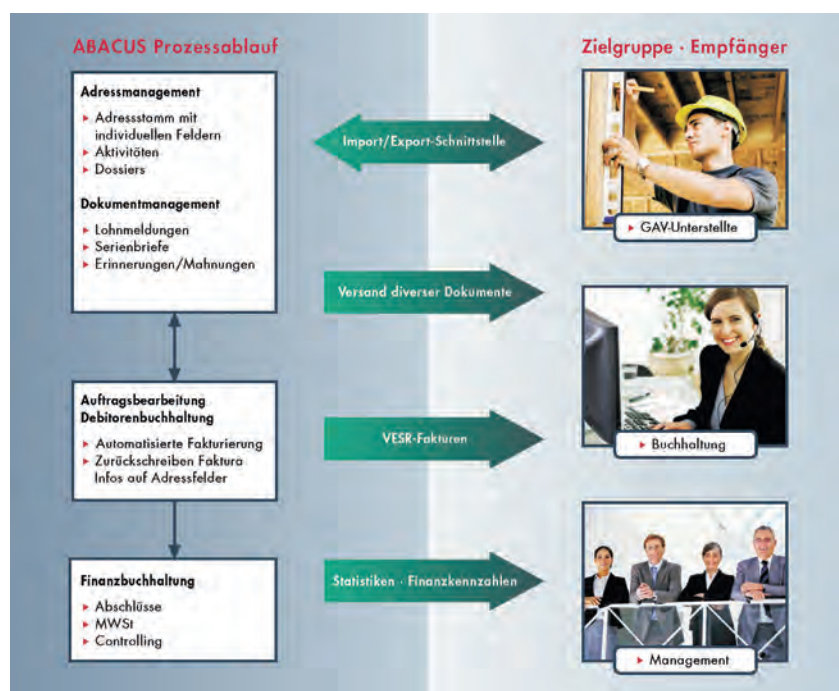 ABACUS Prozessablauf
Zielgruppe · Empfänger
Adressmanagement
Adressstamm mit
individuellen Feldern
Aktivitäten
Dossiers
Dokumentmanagement
Lohnmeldungen
Serienbriefe
Erinnerungen/Mahnungen
Import/Export-Schnittstelle
GAV-Unterstellte
Versand diverser Dokumente
Auftragsbearbeitung
Debitorenbuchhaltung
Automatisierte Fakturierung
Zurückschreiben Faktura
Infos auf Adressfelder
VESR-Fakturen
Buchhaltung
Finanzbuchhaltung
Abschlüsse
MWSt
Controlling
Statistiken · Finanzkennzahlen
Management